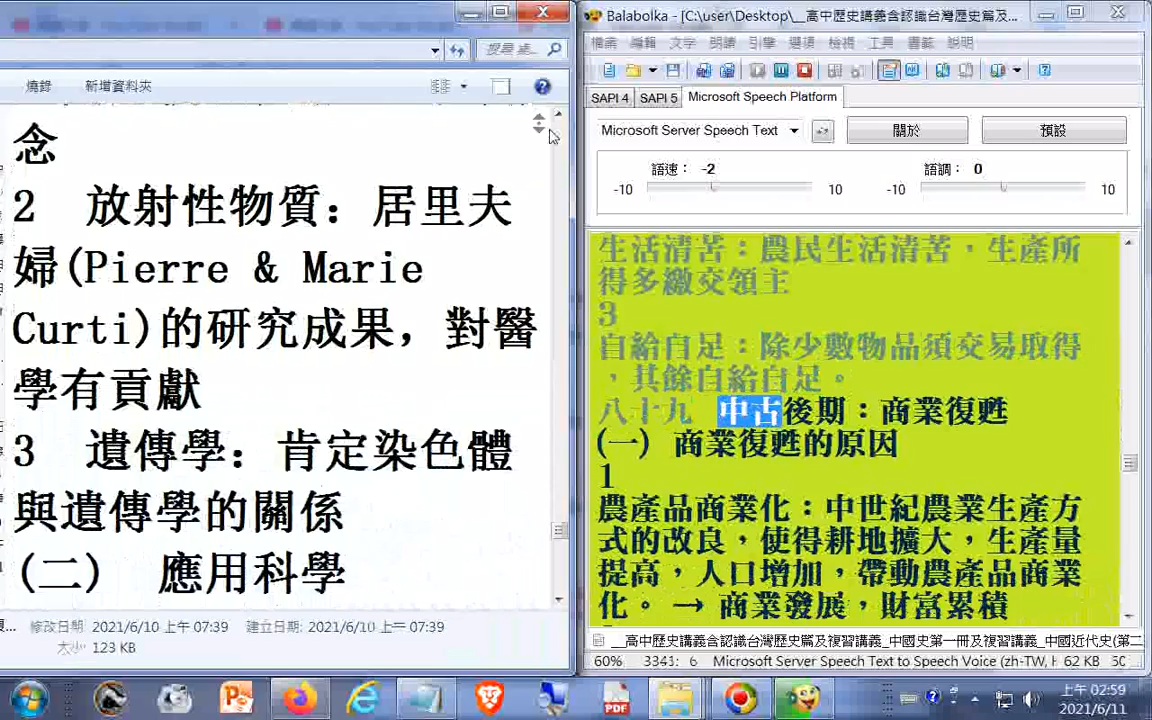 搜尋 桌...
燒錄 新增資料夾
念
2 放射性物質：居里夫
婦(Pierre & Marie
Curti)的研究成果，對醫
學有貢獻
3 遺傳學：肯定染色體
與遺傳學的關係
(二) 應用科學
修改日期: 2021/6/10 上午 07:39 建立日期: 2021/6/10 上午 07:39
大小: 123 KB
Balabolka - [C:\user\Desktop\__高中歷史講義含認識台灣歷史篇及...
檔案 編輯 文字 朗讀 引擎 選項 檢視 工具 書籤 說明
SAPI 4 SAPI 5 Microsoft Speech Platform
Microsoft Server Speech Text 關於 預設
語速： -2 語調： 0
-10 10 -10 10
生活清苦：農民生活清苦，生產所
得多繳交領主
3
自給自足：除少數物品須交易取得
，其餘自給自足。
八十九 中古後期：商業復甦
(一) 商業復甦的原因
1
農產品商業化：中世紀農業生產方
式的改良，使得耕地擴大，生產量
提高，人口增加，帶動農產品商業
化。→ 商業發展，財富累積
__高中歷史講義含認識台灣歷史篇及複習講義_中國史第一冊及複習講義_中國近代史(第二
60% 3341: 6 Microsoft Server Speech Text to Speech Voice (zh-TW, H 62 KB
上午 02:59
2021/6/11